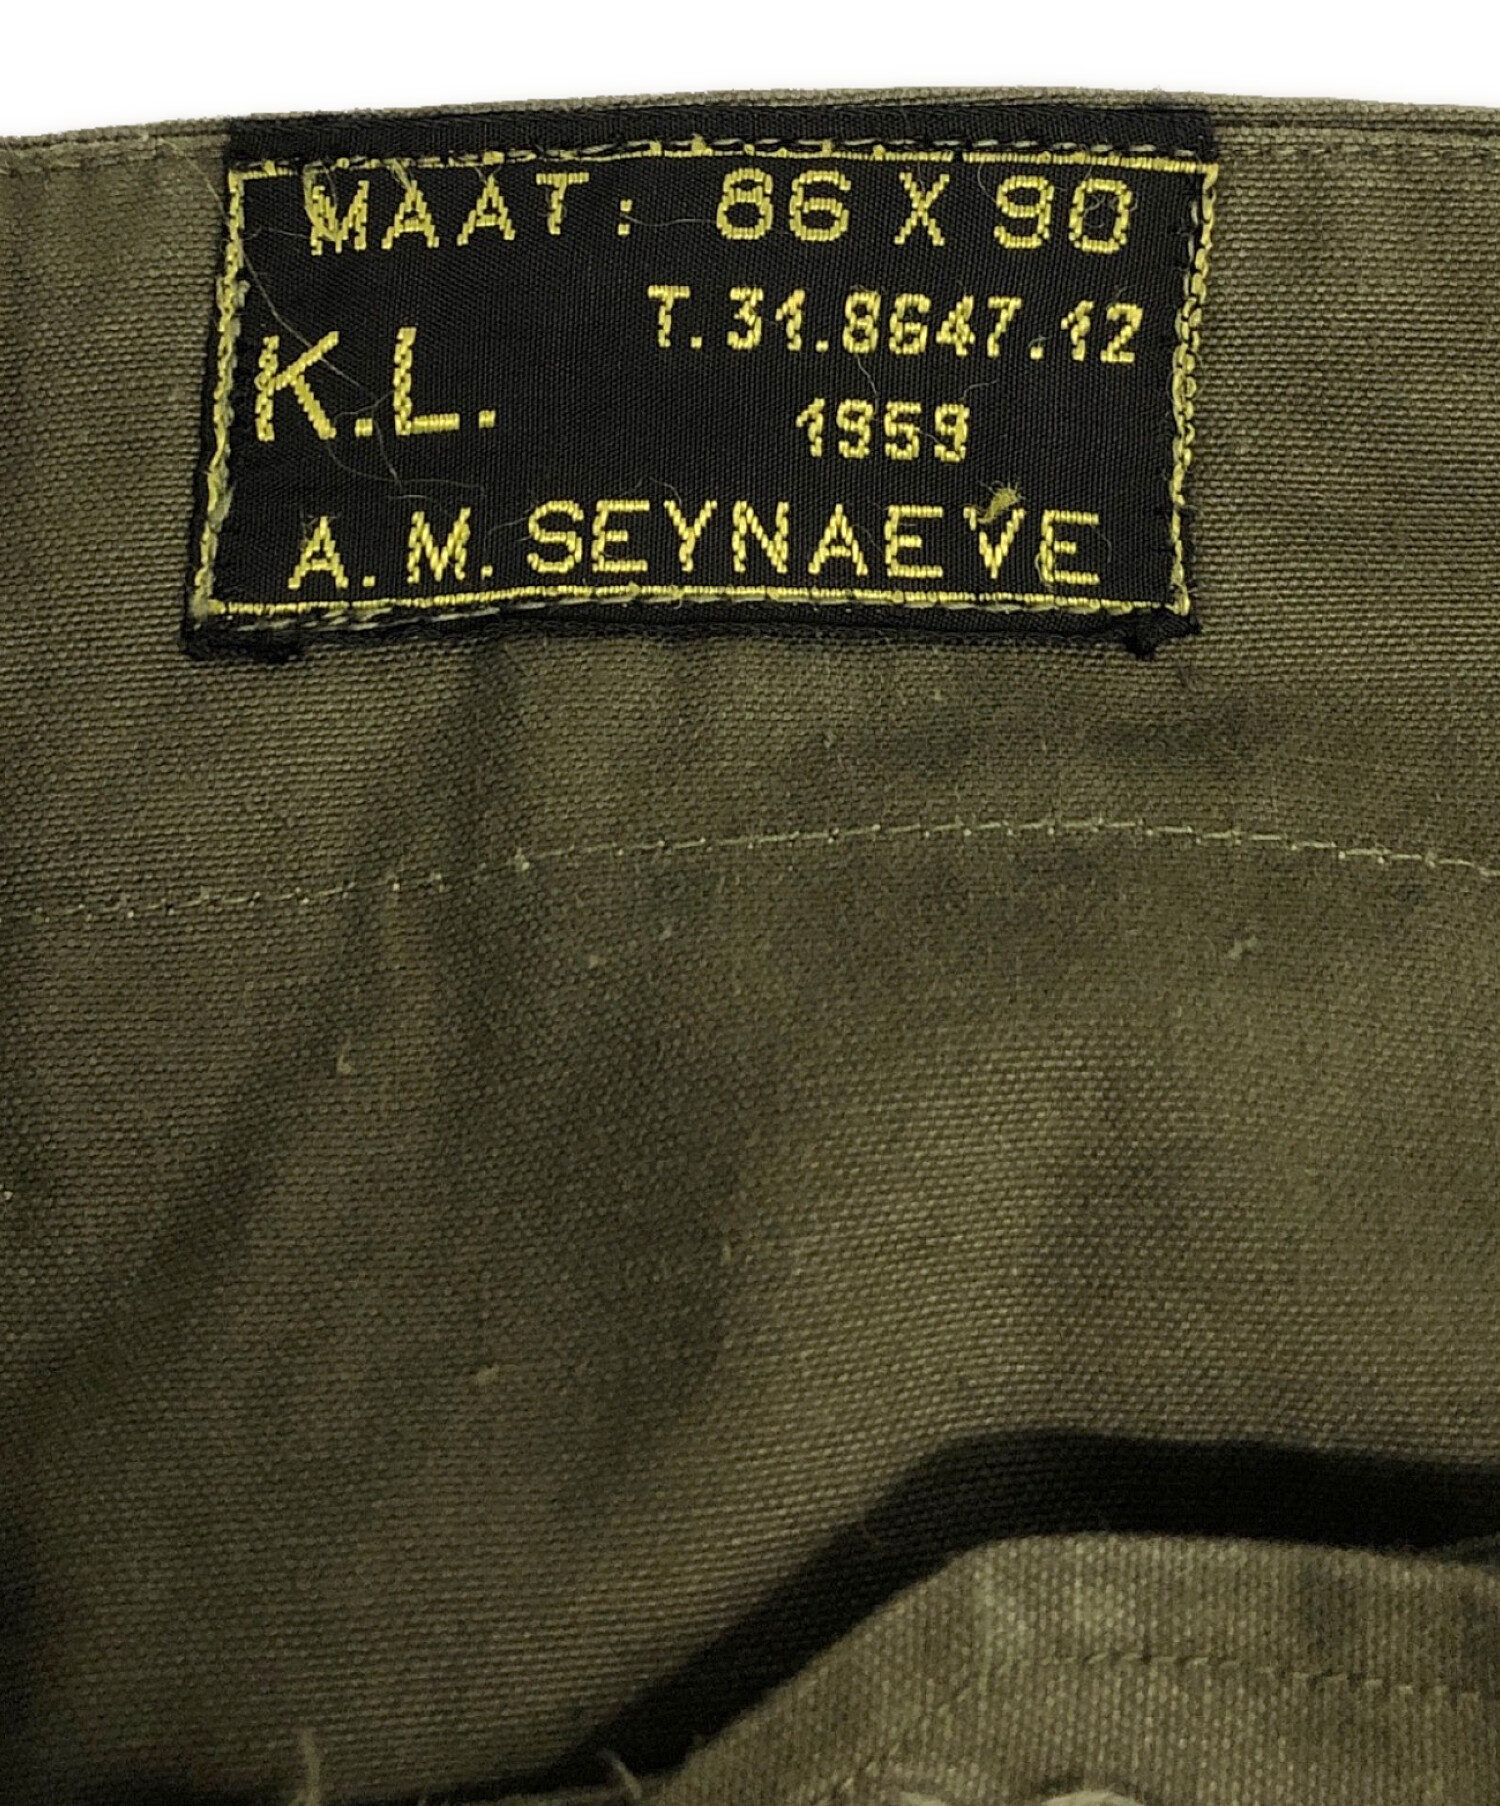 MAAT: 86 X 90
T.31.8647.12
K.L.
1959
A.M. SEYNAEVE